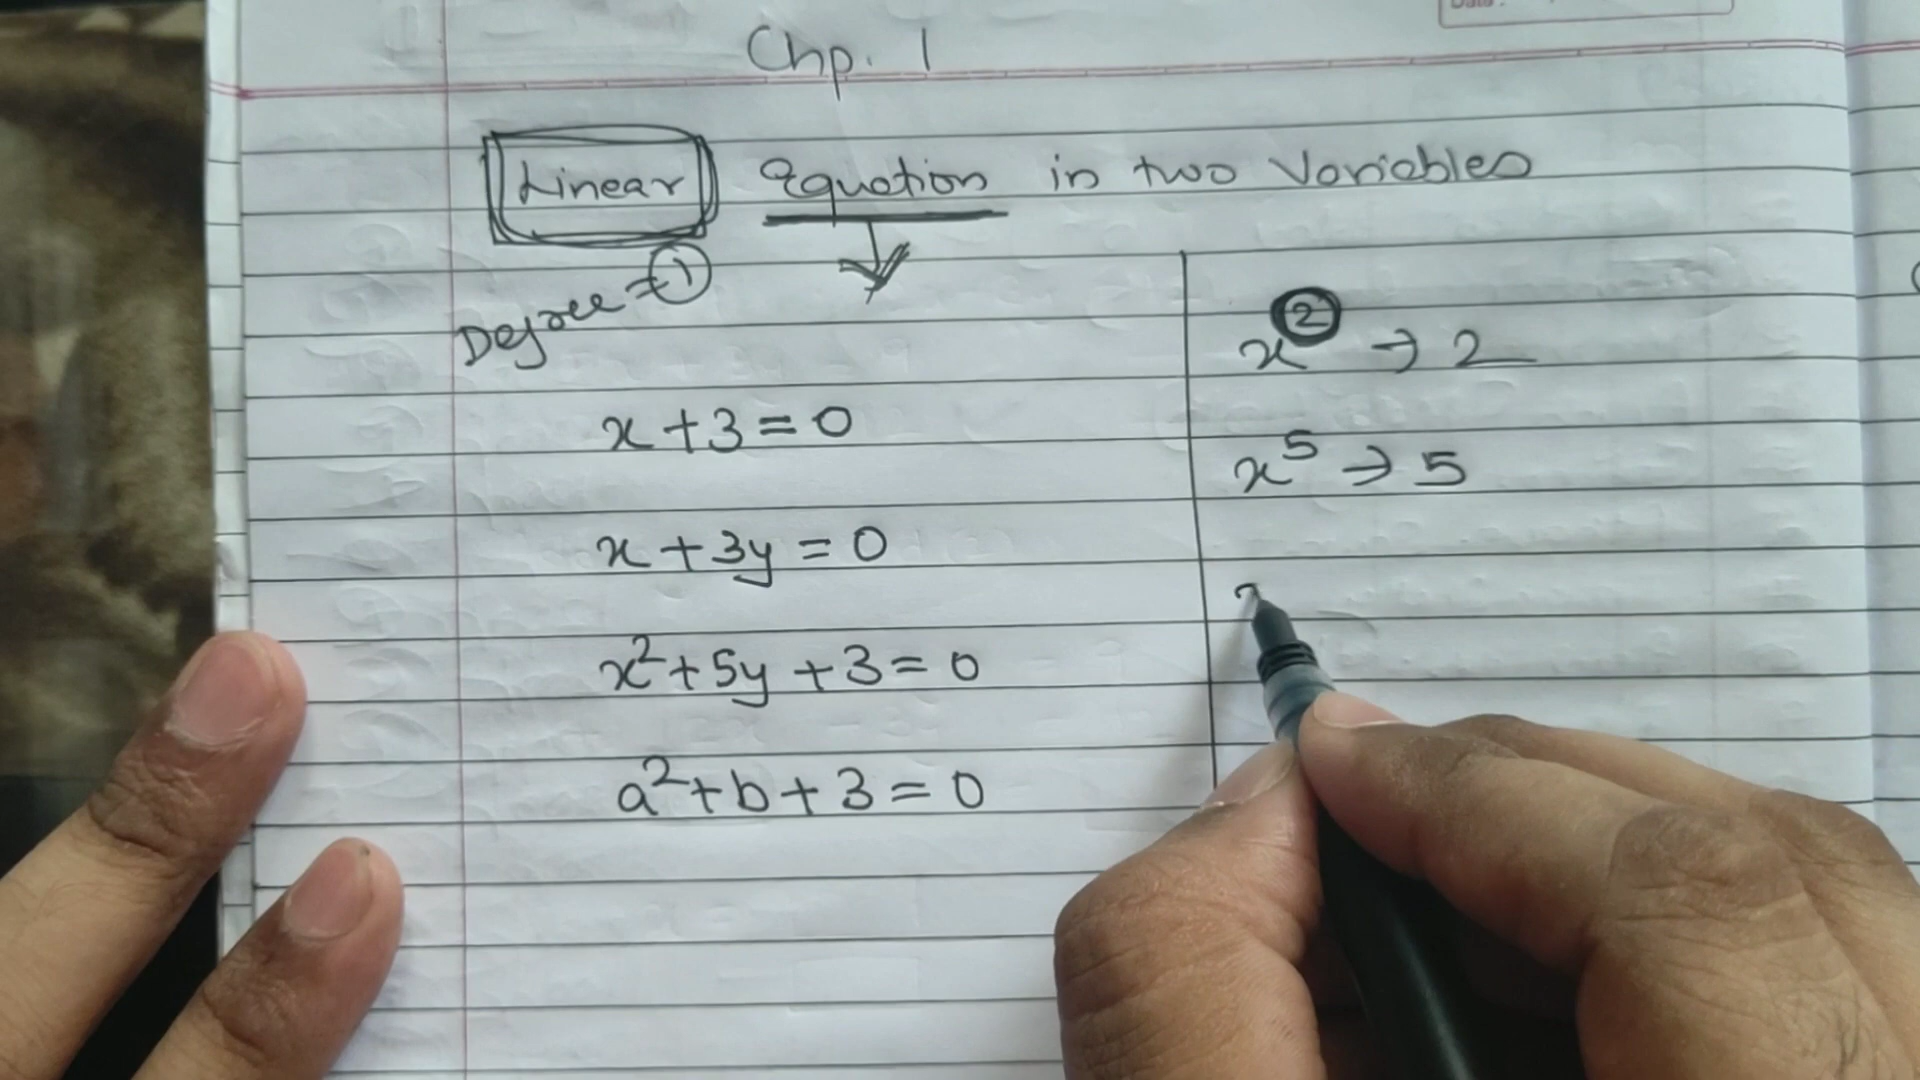 Chp. 1
Linear Equation in two Variables
Degree = 1
x + 3 = 0
x + 3y = 0
x² + 5y + 3 = 0
a² + b + 3 = 0
x² → 2
x⁵ → 5